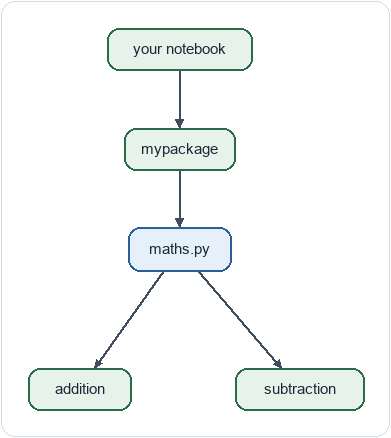 your notebook
mypackage
maths.py
addition
subtraction